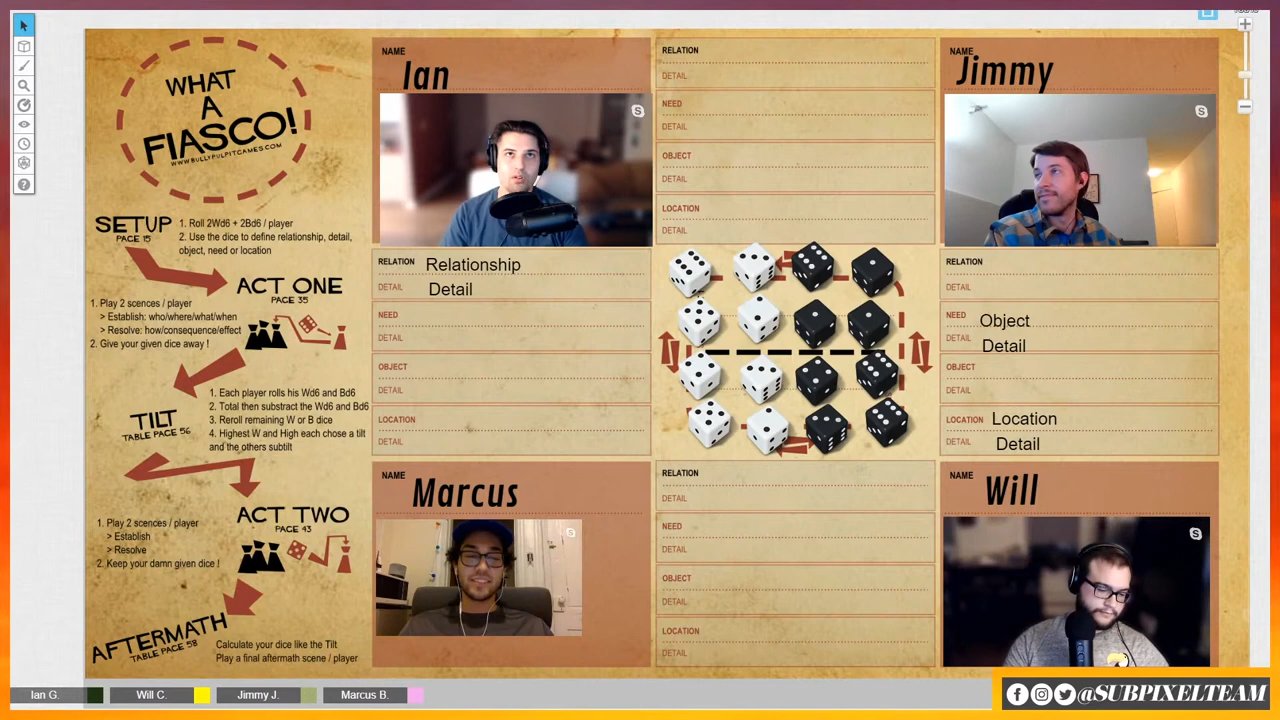 WHAT
A
FIASCO!
WWW.BULLYPULPITGAMES.COM
SETUP
PAGE 15
1. Roll 2Wd6 + 2Bd6 / player
2. Use the dice to define relationship, detail,
object, need or location
ACT ONE
PAGE 35
1. Play 2 scences / player
> Establish: who/where/what/when
> Resolve: how/consequence/effect
2. Give your given dice away !
TILT
TABLE PAGE 56
1. Each player rolls his Wd6 and Bd6
2. Total then substract the Wd6 and Bd6
3. Reroll remaining W or B dice
4. Highest W and High each chose a tilt
and the others subtilt
ACT TWO
PAGE 43
1. Play 2 scences / player
> Establish
> Resolve
2. Keep your damn given dice !
AFTERMATH
TABLE PAGE 58
Calculate your dice like the Tilt
Play a final aftermath scene / player
NAME
Ian
RELATION
DETAIL
NEED
DETAIL
OBJECT
DETAIL
LOCATION
DETAIL
NAME
Jimmy
RELATION Relationship
DETAIL Detail
NEED
DETAIL
OBJECT
DETAIL
LOCATION
DETAIL
RELATION
DETAIL
NEED Object
DETAIL Detail
OBJECT
DETAIL
LOCATION Location
DETAIL Detail
NAME
Marcus
RELATION
DETAIL
NEED
DETAIL
OBJECT
DETAIL
LOCATION
DETAIL
NAME
Will
Ian G.
Will C.
Jimmy J.
Marcus B.
@SUBPIXELTEAM